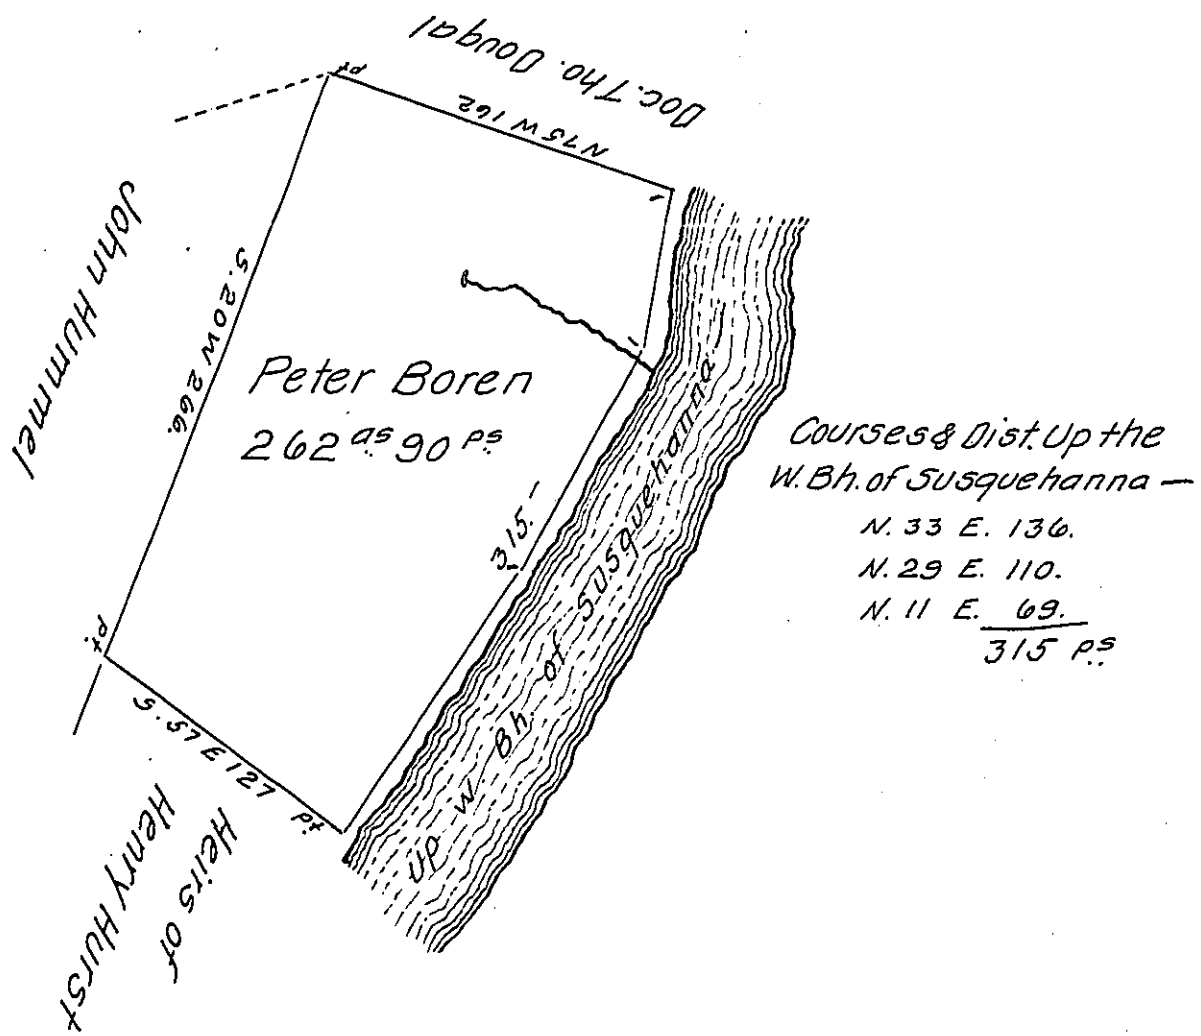 Doc. Tho. Dougal
pt
N75W 162
John Hummel
S. 20W 266.
Peter Boren
262 as 90 ps
315.
Up W. Bh. of Susquehanna
Courses & Dist. Up the
W. Bh. of Susquehanna —
N. 33 E. 136.
N. 29 E. 110.
N. 11 E. 69.
315 ps
pt.
S. 57 E 127
pt
Heirs of
Henry Hurst